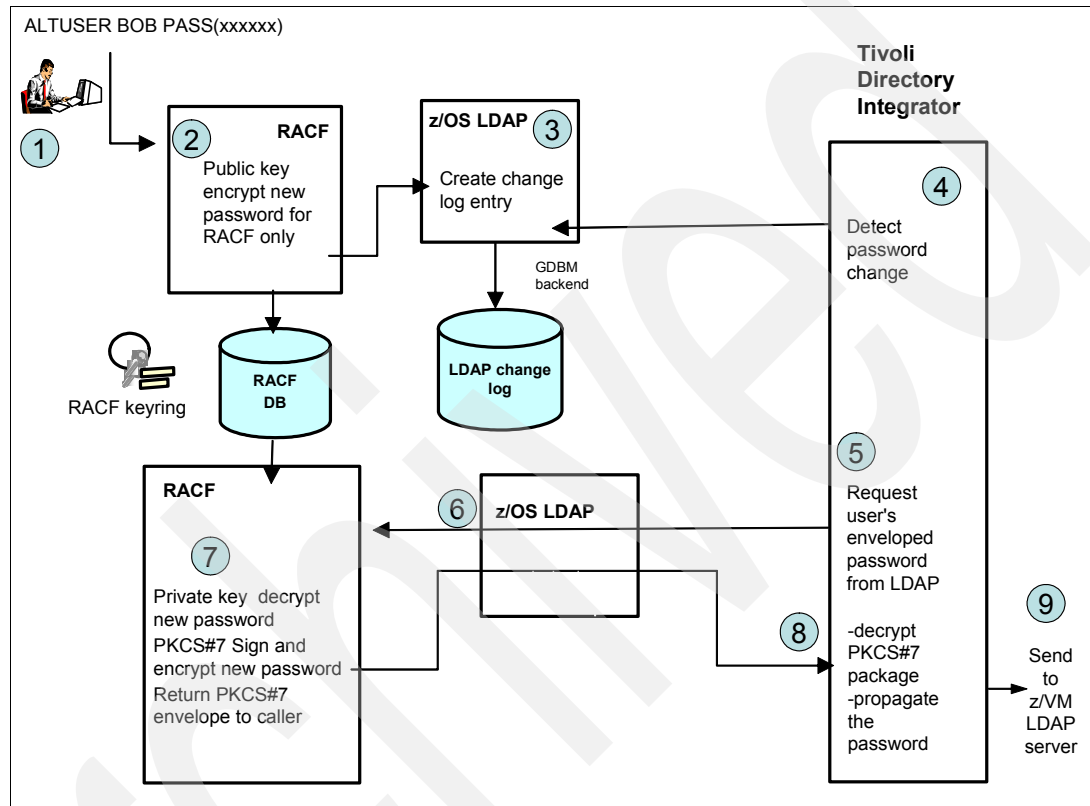 ALTUSER BOB PASS(xxxxxx)
1
2
RACF
Public key
encrypt new
password for
RACF only
z/OS LDAP
3
Create change
log entry
GDBM
backend
Tivoli
Directory
Integrator
4
Detect
password
change
RACF keyring
RACF
DB
LDAP change
log
5
Request
user's
enveloped
password
from LDAP
6
z/OS LDAP
RACF
7
Private key decrypt
new password
PKCS#7 Sign and
encrypt new password
Return PKCS#7
envelope to caller
8
-decrypt
PKCS#7
package
-propagate
the
password
9
Send
to
z/VM
LDAP
server